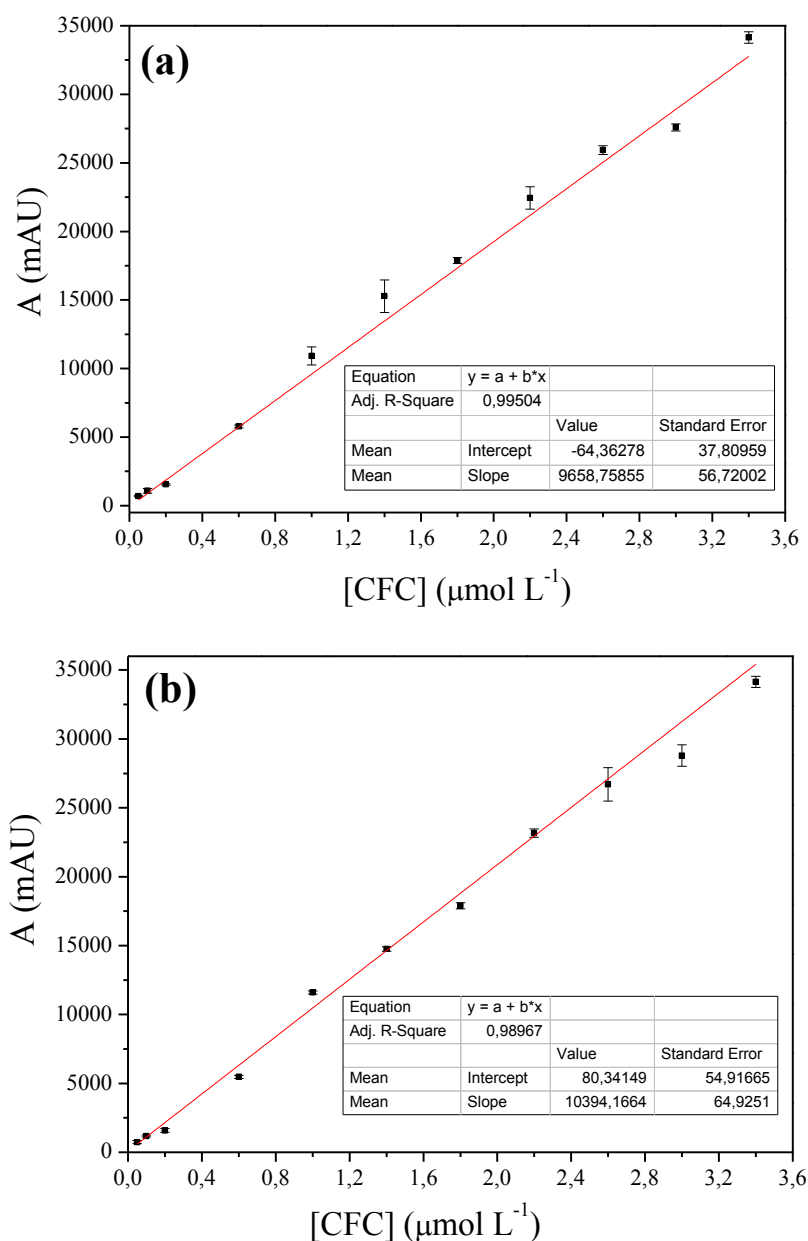 (a)
A (mAU)
35000
30000
25000
20000
15000
10000
5000
0
Equation y = a + b*x
Adj. R-Square 0,99504
Value Standard Error
Mean Intercept -64,36278 37,80959
Mean Slope 9658,75855 56,72002
0,0 0,4 0,8 1,2 1,6 2,0 2,4 2,8 3,2 3,6
[CFC] (μmol L⁻¹)
(b)
A (mAU)
35000
30000
25000
20000
15000
10000
5000
0
Equation y = a + b*x
Adj. R-Square 0,98967
Value Standard Error
Mean Intercept 80,34149 54,91665
Mean Slope 10394,1664 64,9251
0,0 0,4 0,8 1,2 1,6 2,0 2,4 2,8 3,2 3,6
[CFC] (μmol L⁻¹)